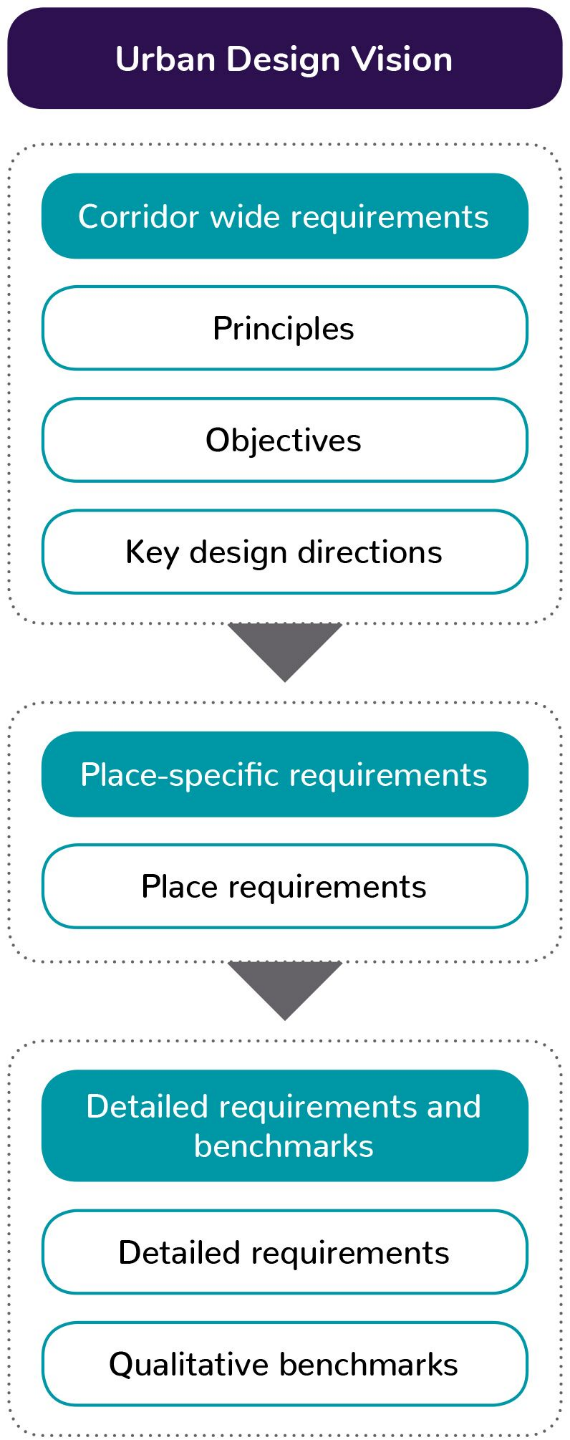 Urban Design Vision
Corridor wide requirements
Principles
Objectives
Key design directions
Place-specific requirements
Place requirements
Detailed requirements and
benchmarks
Detailed requirements
Qualitative benchmarks